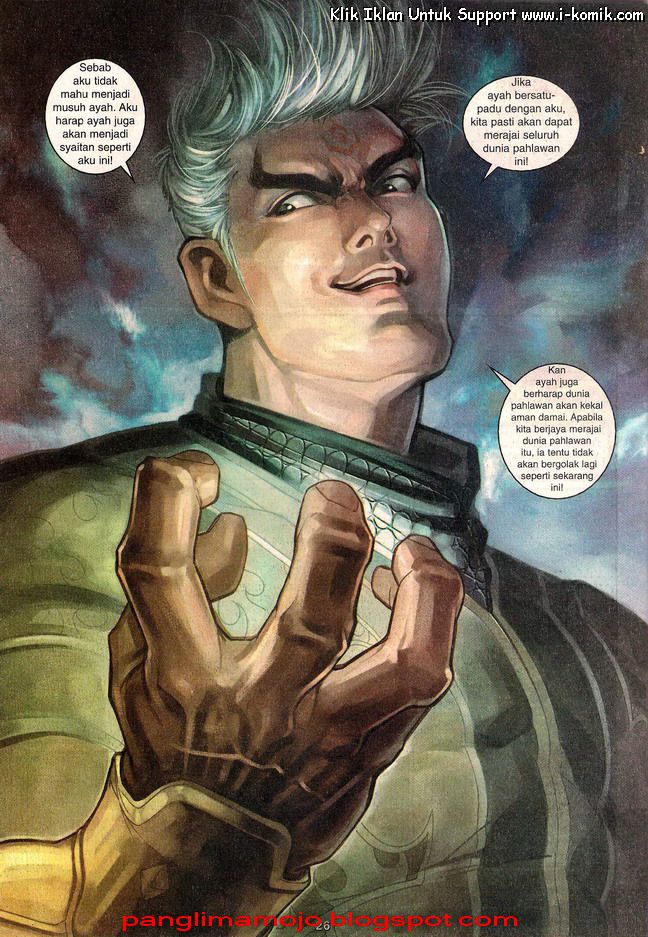 Klik Iklan Untuk Support www.i-komik.com
Sebab
aku tidak
mahu menjadi
musuh ayah. Aku
harap ayah juga
akan menjadi
syaitan seperti
aku ini!
Jika
ayah bersatu-
padu dengan aku,
kita pasti akan dapat
merajai seluruh
dunia pahlawan
ini!
Kan
ayah juga
berharap dunia
pahlawan akan kekal
aman damai. Apabila
kita berjaya merajai
dunia pahlawan
itu, ia tentu tidak
akan bergolak lagi
seperti sekarang
ini!
26
panglimamojo.blogspot.com